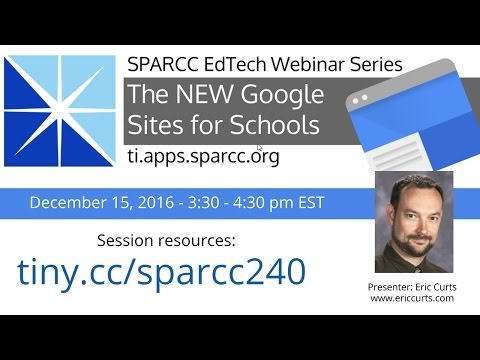 SPARCC EdTech Webinar Series
The NEW Google
Sites for Schools
ti.apps.sparcc.org
December 15, 2016 - 3:30 - 4:30 pm EST
Session resources:
tiny.cc/sparcc240
Presenter: Eric Curts
www.ericcurts.com